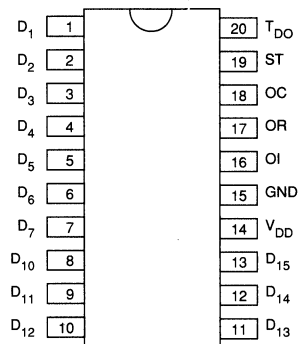 D1 1 20 TDO
D2 2 19 ST
D3 3 18 OC
D4 4 17 OR
D5 5 16 OI
D6 6 15 GND
D7 7 14 VDD
D10 8 13 D15
D11 9 12 D14
D12 10 11 D13